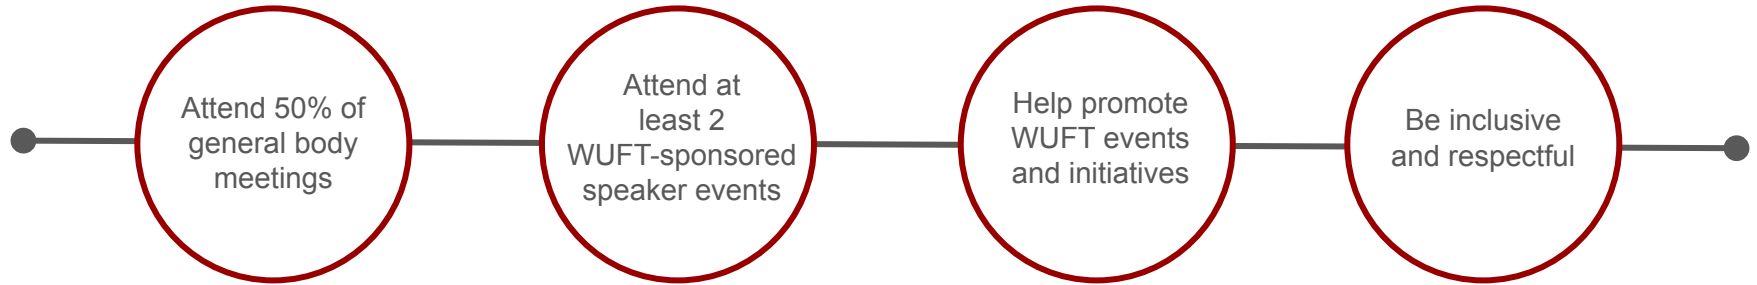 Attend 50% of
general body
meetings
Attend at
least 2
WUFT-sponsored
speaker events
Help promote
WUFT events
and initiatives
Be inclusive
and respectful